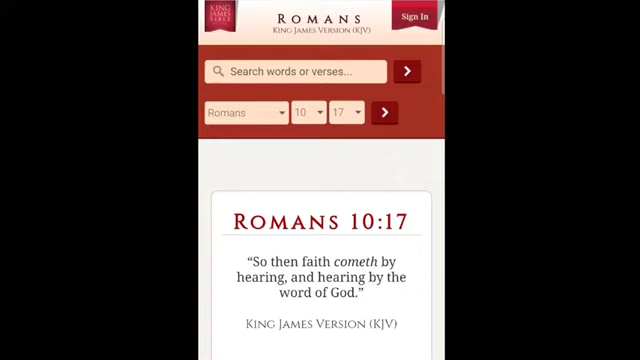 KING
JAMES
BIBLE
ROMANS
KING JAMES VERSION (KJV)
Sign In
Search words or verses...
Romans 10 17
ROMANS 10:17
“So then faith cometh by
hearing, and hearing by the
word of God.”
KING JAMES VERSION (KJV)